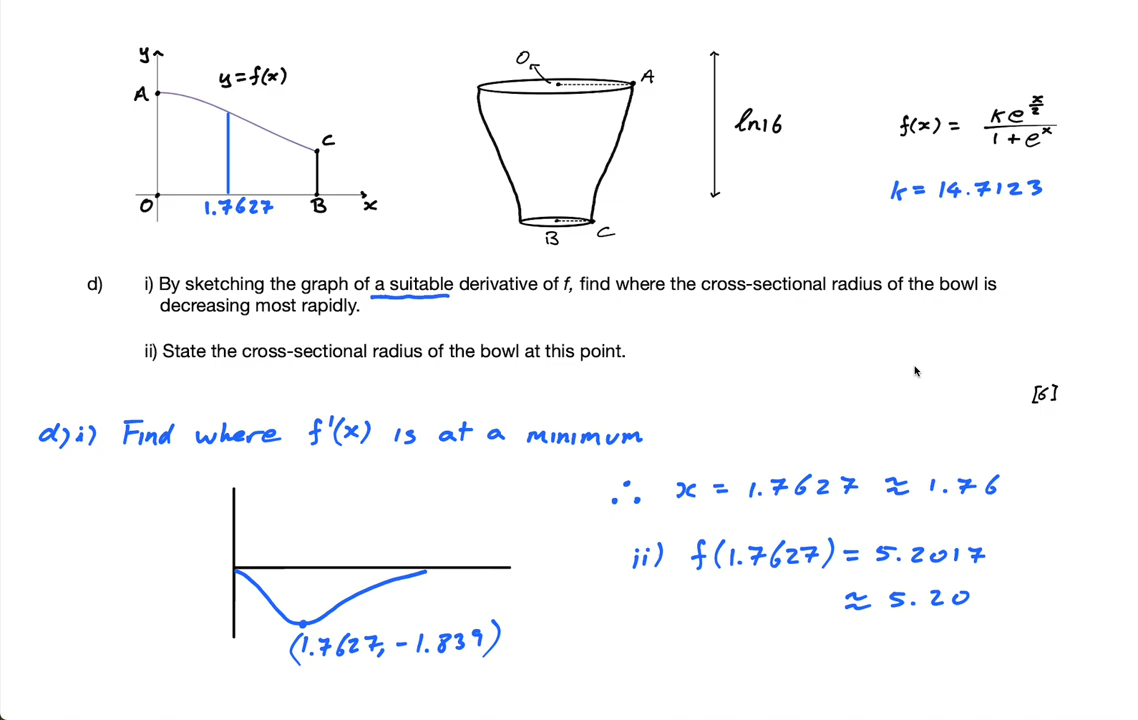 y
A
y=f(x)
C
O
1.7627
B
x
O
A
B
C
ln16
f(x) = ke^(x/2) / (1 + e^x)
k = 14.7123
d) i) By sketching the graph of a suitable derivative of f, find where the cross-sectional radius of the bowl is
decreasing most rapidly.
ii) State the cross-sectional radius of the bowl at this point.
[6]
d) i) Find where f'(x) is at a minimum
∴ x = 1.7627 ≈ 1.76
ii) f(1.7627) = 5.2017
≈ 5.20
(1.7627, -1.839)